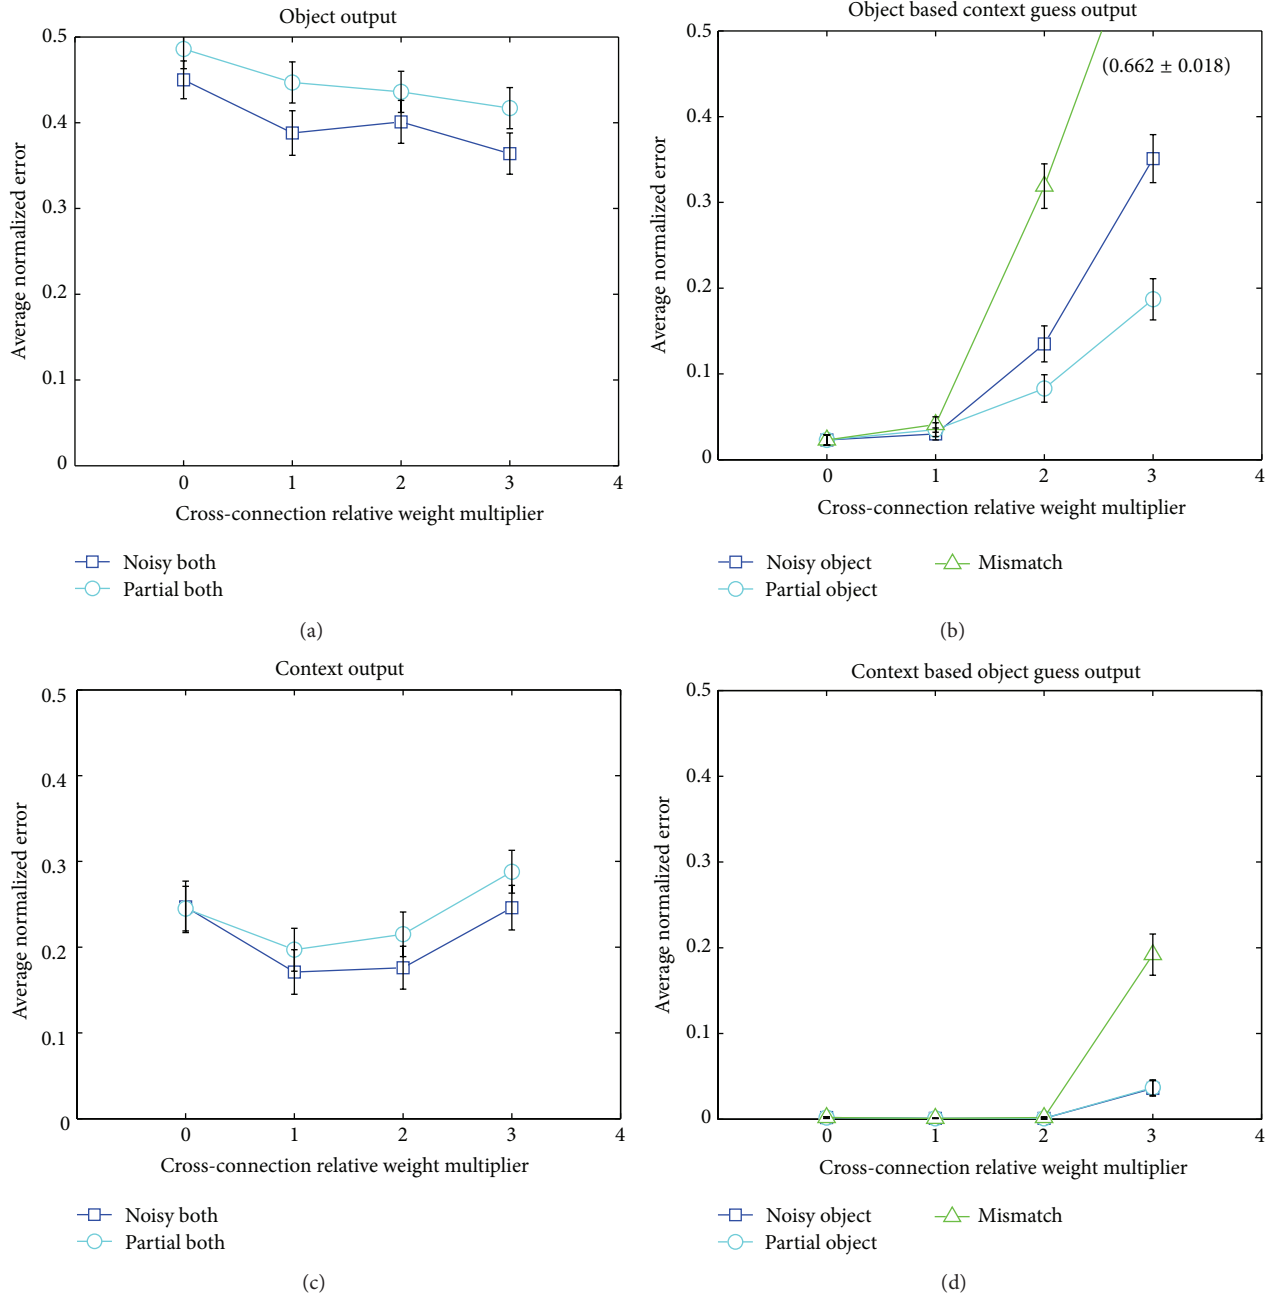 Object output
0.5
0.4
0.3
0.2
0.1
0
Average normalized error
0 1 2 3 4
Cross-connection relative weight multiplier
Noisy both
Partial both
(a)
Object based context guess output
(0.662 ± 0.018)
0.5
0.4
0.3
0.2
0.1
0
Average normalized error
0 1 2 3 4
Cross-connection relative weight multiplier
Noisy object
Partial object
Mismatch
(b)
Context output
0.5
0.4
0.3
0.2
0.1
0
Average normalized error
0 1 2 3 4
Cross-connection relative weight multiplier
Noisy both
Partial both
(c)
Context based object guess output
0.5
0.4
0.3
0.2
0.1
0
Average normalized error
0 1 2 3 4
Cross-connection relative weight multiplier
Noisy object
Partial object
Mismatch
(d)